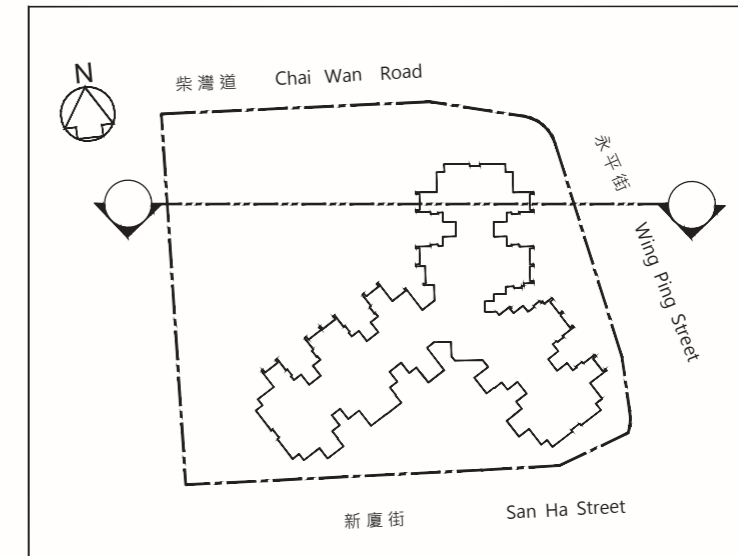 N
柴灣道 Chai Wan Road
永平街
Wing Ping Street
新廈街 San Ha Street